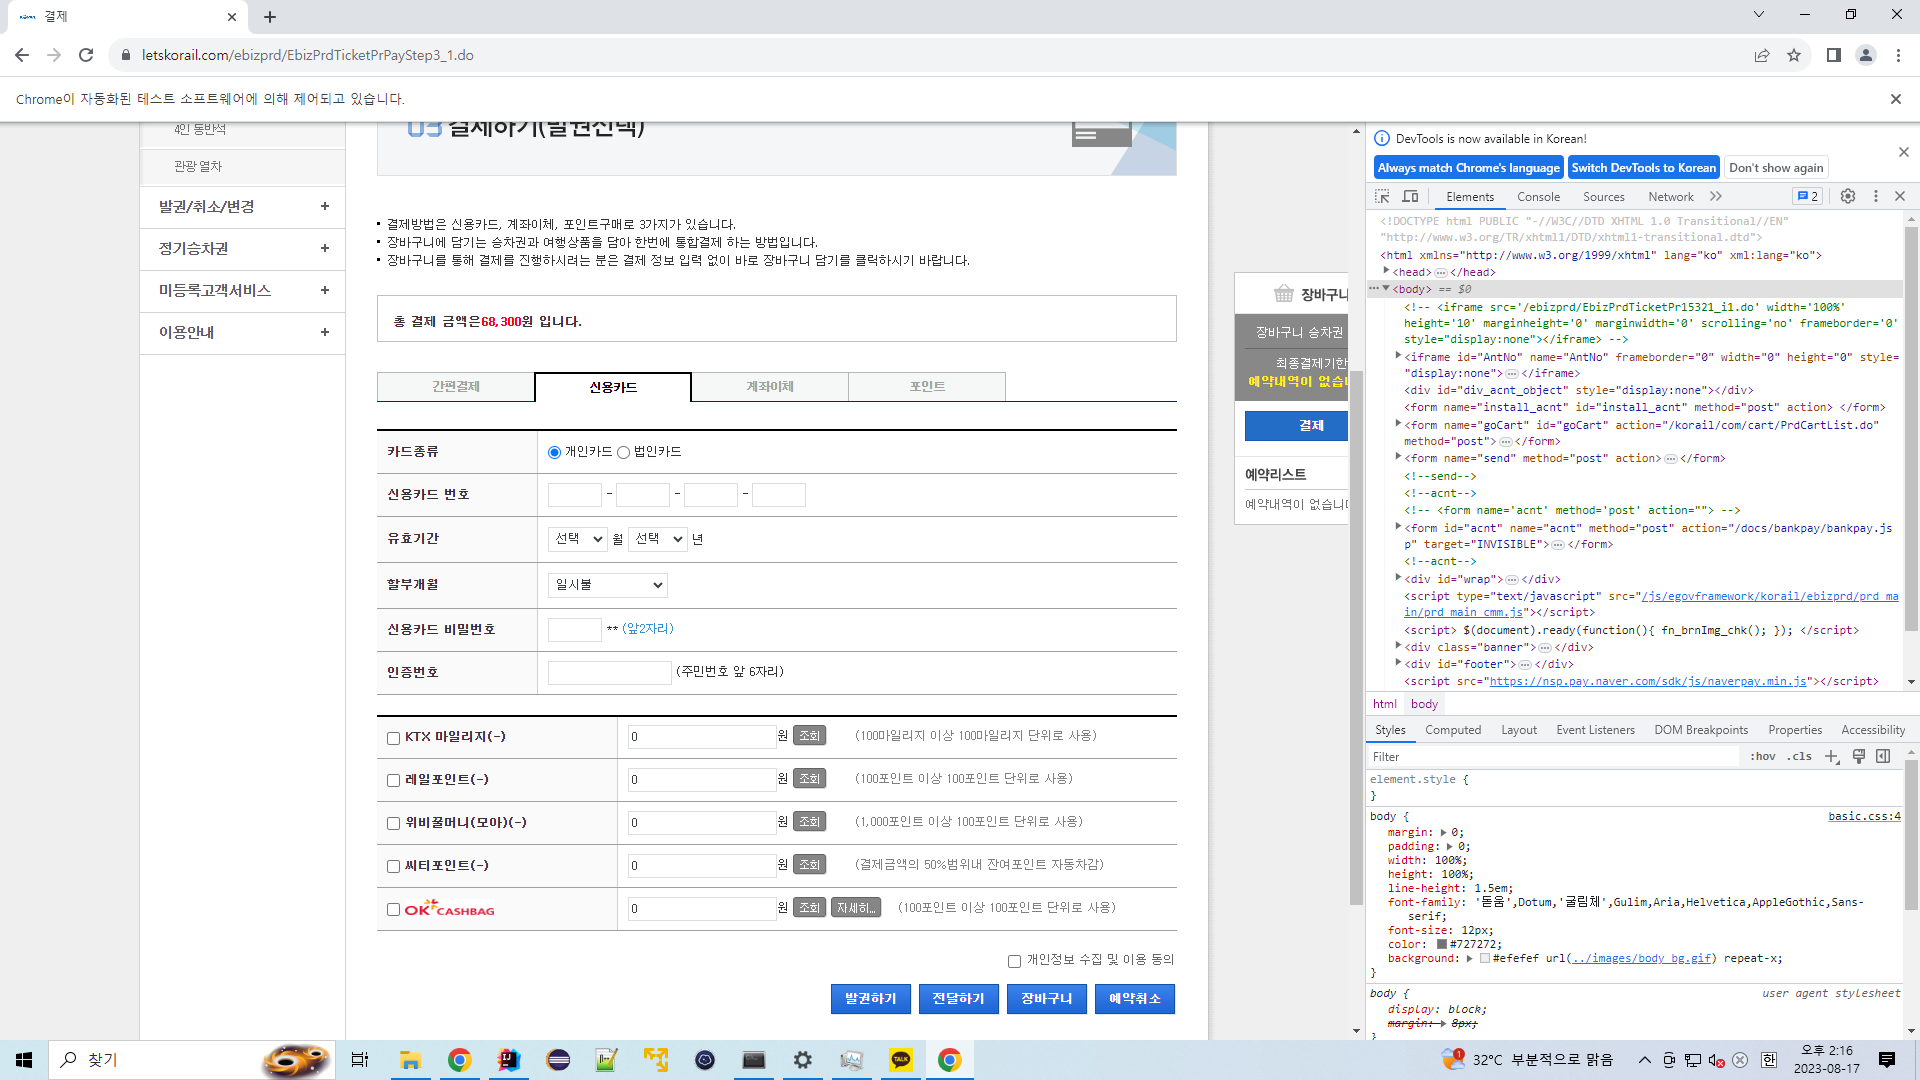 결제
letskorail.com/ebizprd/EbizPrdTicketPrPayStep3_1.do
Chrome이 자동화된 테스트 소프트웨어에 의해 제어되고 있습니다.
4인 동반석
관광 열차
발권/취소/변경 +
정기승차권 +
미등록고객서비스 +
이용안내 +
03 결제하기(발권선택)
결제방법은 신용카드, 계좌이체, 포인트구매로 3가지가 있습니다.
장바구니에 담기는 승차권과 여행상품을 담아 한번에 통합결제 하는 방법입니다.
장바구니를 통해 결제를 진행하시려는 분은 결제 정보 입력 없이 바로 장바구니 담기를 클릭하시기 바랍니다.
총 결제 금액은68,300원 입니다.
간편결제 신용카드 계좌이체 포인트
카드종류 개인카드 법인카드
신용카드 번호 - - -
유효기간 선택 월 선택 년
할부개월 일시불
신용카드 비밀번호 ** (앞2자리)
인증번호 (주민번호 앞 6자리)
KTX 마일리지(-) 0 원 조회 (100마일리지 이상 100마일리지 단위로 사용)
레일포인트(-) 0 원 조회 (100포인트 이상 100포인트 단위로 사용)
위비꿀머니(모아)(-) 0 원 조회 (1,000포인트 이상 100포인트 단위로 사용)
씨티포인트(-) 0 원 조회 (결제금액의 50%범위내 잔여포인트 자동차감)
OK CASHBAG 0 원 조회 자세히... (100포인트 이상 100포인트 단위로 사용)
개인정보 수집 및 이용 동의
발권하기 전달하기 장바구니 예약취소
장바구니
장바구니 승차권
최종결제기한
예약내역이 없습니
결제
예약리스트
예약내역이 없습니다
DevTools is now available in Korean!
Always match Chrome's language Switch DevTools to Korean Don't show again
Elements Console Sources Network 2
<!DOCTYPE html PUBLIC "-//W3C//DTD XHTML 1.0 Transitional//EN"
"http://www.w3.org/TR/xhtml1/DTD/xhtml1-transitional.dtd">
<html xmlns="http://www.w3.org/1999/xhtml" lang="ko" xml:lang="ko">
<head>…</head>
<body> == $0
<!-- <iframe src='/ebizprd/EbizPrdTicketPr15321_i1.do' width='100%'
height='10' marginheight='0' marginwidth='0' scrolling='no' frameborder='0'
style="display:none"></iframe> -->
<iframe id="AntNo" name="AntNo" frameborder="0" width="0" height="0" style=
"display:none">…</iframe>
<div id="div_acnt_object" style="display:none"></div>
<form name="install_acnt" id="install_acnt" method="post" action> </form>
<form name="goCart" id="goCart" action="/korail/com/cart/PrdCartList.do"
method="post">…</form>
<form name="send" method="post" action>…</form>
<!--send-->
<!--acnt-->
<!-- <form name='acnt' method='post' action=""> -->
<form id="acnt" name="acnt" method="post" action="/docs/bankpay/bankpay.js
p" target="INVISIBLE">…</form>
<!--acnt-->
<div id="wrap">…</div>
<script type="text/javascript" src="/js/egovframework/korail/ebizprd/prd_ma
in/prd_main_cmm.js"></script>
<script> $(document).ready(function(){ fn_brnImg_chk(); }); </script>
<div class="banner">…</div>
<div id="footer">…</div>
<script src="https://nsp.pay.naver.com/sdk/js/naverpay.min.js"></script>
html body
Styles Computed Layout Event Listeners DOM Breakpoints Properties Accessibility
Filter :hov .cls
element.style {
}
body { basic.css:4
margin: 0;
padding: 0;
width: 100%;
height: 100%;
line-height: 1.5em;
font-family: '돋움',Dotum,'굴림체',Gulim,Aria,Helvetica,AppleGothic,Sans-
serif;
font-size: 12px;
color: #727272;
background: #efefef url(../images/body_bg.gif) repeat-x;
}
body { user agent stylesheet
display: block;
margin: 8px;
}
찾기
TALK
1 32°C 부분적으로 맑음
한
오후 2:16
2023-08-17